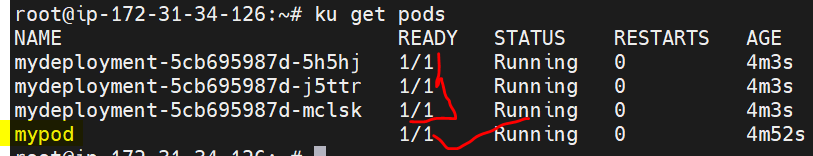 root@ip-172-31-34-126:~# ku get pods
NAME READY STATUS RESTARTS AGE
mydeployment-5cb695987d-5h5hj 1/1 Running 0 4m3s
mydeployment-5cb695987d-j5ttr 1/1 Running 0 4m3s
mydeployment-5cb695987d-mclsk 1/1 Running 0 4m3s
mypod 1/1 Running 0 4m52s
root@ip-172-31-34-126:~#